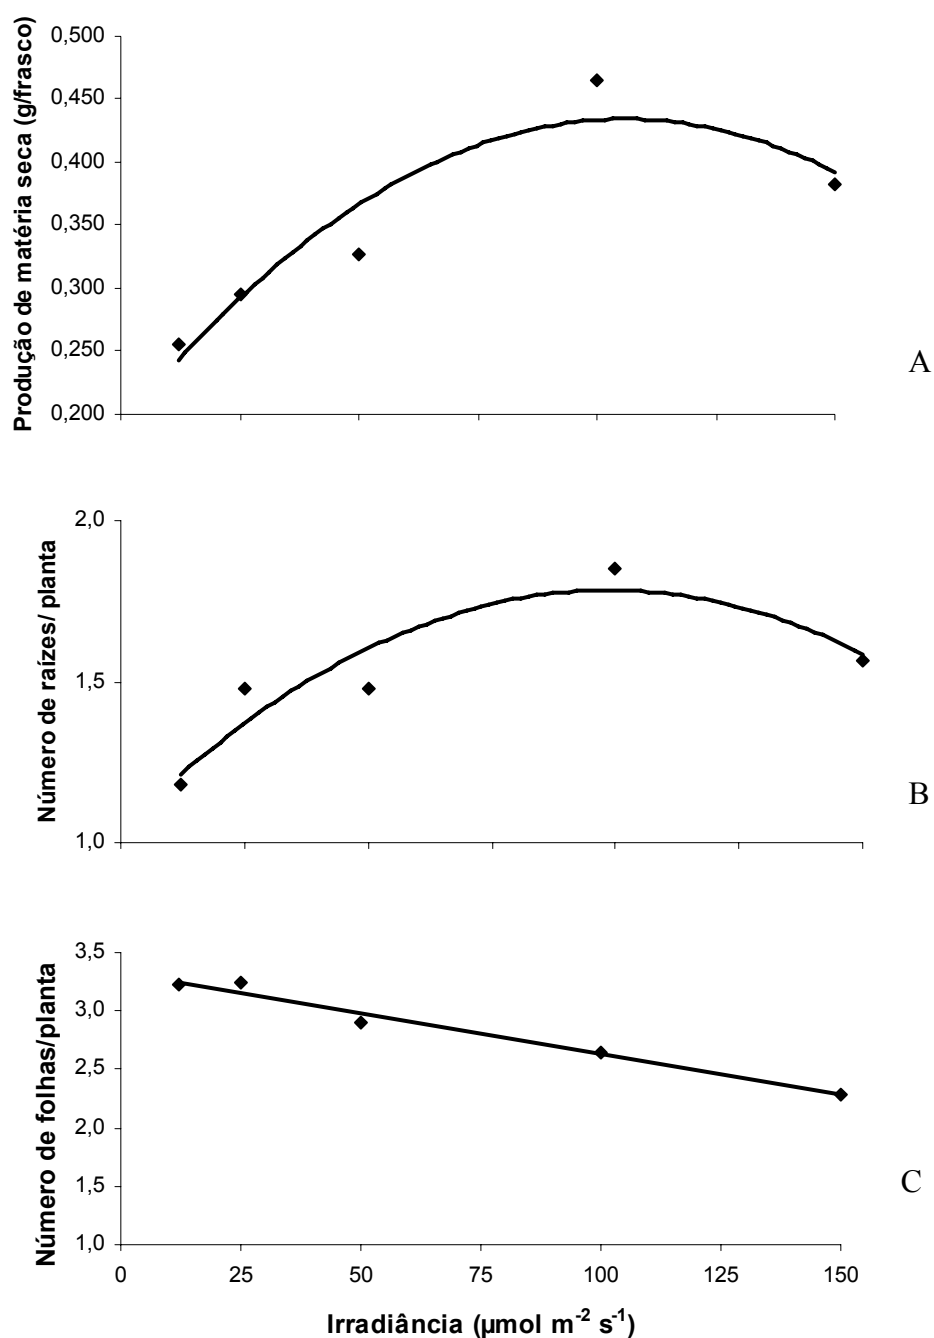 Produção de matéria seca (g/frasco)
0,500
0,450
0,400
0,350
0,300
0,250
0,200
A
Número de raízes/ planta
2,0
1,5
1,0
B
Número de folhas/planta
3,5
3,0
2,5
2,0
1,5
1,0
C
0 25 50 75 100 125 150
Irradiância (µmol m⁻² s⁻¹)